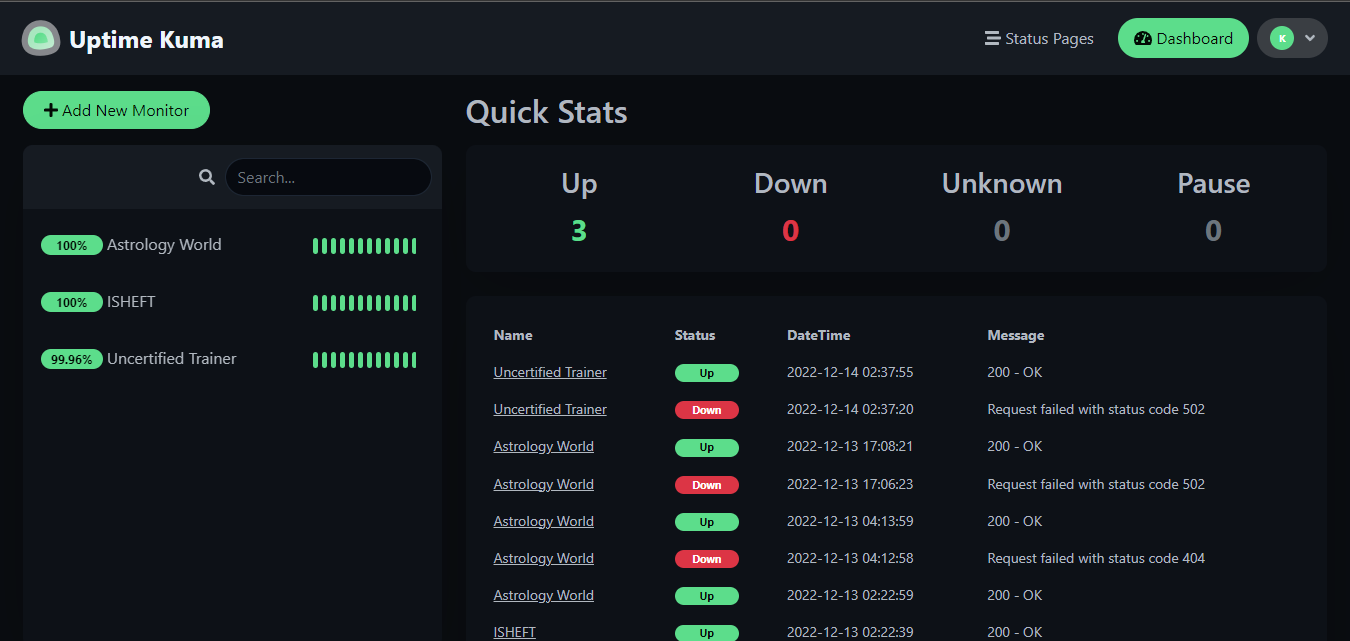 Uptime Kuma
Status Pages
Dashboard
K
Add New Monitor
Search...
100% Astrology World
100% ISHEFT
99.96% Uncertified Trainer
Quick Stats
Up Down Unknown Pause
3 0 0 0
Name Status DateTime Message
Uncertified Trainer Up 2022-12-14 02:37:55 200 - OK
Uncertified Trainer Down 2022-12-14 02:37:20 Request failed with status code 502
Astrology World Up 2022-12-13 17:08:21 200 - OK
Astrology World Down 2022-12-13 17:06:23 Request failed with status code 502
Astrology World Up 2022-12-13 04:13:59 200 - OK
Astrology World Down 2022-12-13 04:12:58 Request failed with status code 404
Astrology World Up 2022-12-13 02:22:59 200 - OK
ISHEFT Up 2022-12-13 02:22:39 200 - OK